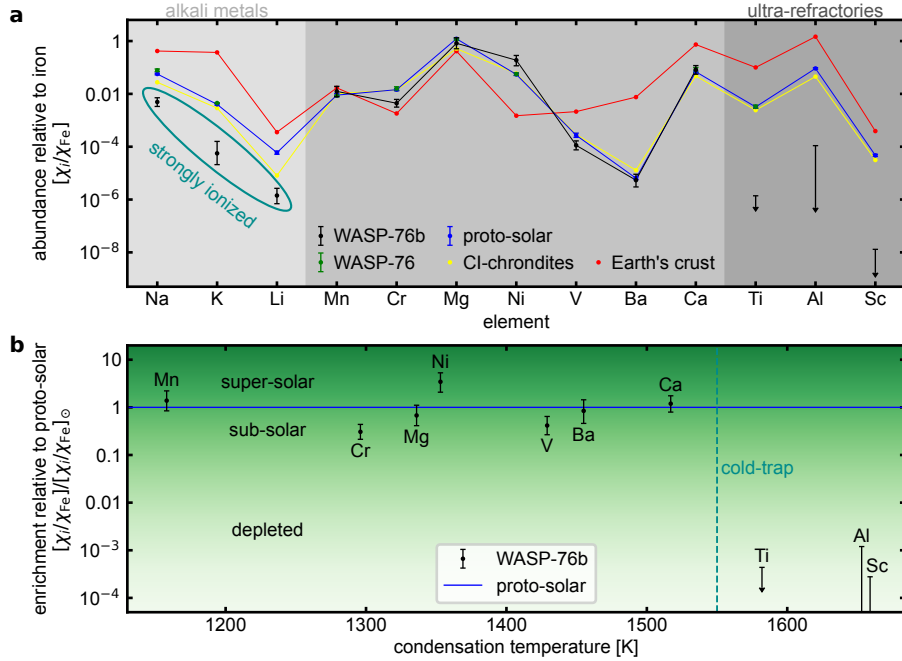 a
alkali metals
ultra-refractories
abundance relative to iron
[χi/χFe]
1
0.01
10⁻⁴
10⁻⁶
10⁻⁸
strongly ionized
WASP-76b
proto-solar
WASP-76
CI-chrondites
Earth's crust
Na K Li Mn Cr Mg Ni V Ba Ca Ti Al Sc
element
b
enrichment relative to proto-solar
[χi/χFe]/[χi/χFe]⊙
10
1
0.1
0.01
10⁻³
10⁻⁴
Mn
super-solar
Ni
Ca
sub-solar
Cr
Mg
V
Ba
cold-trap
depleted
Ti
Al
Sc
WASP-76b
proto-solar
1200 1300 1400 1500 1600
condensation temperature [K]